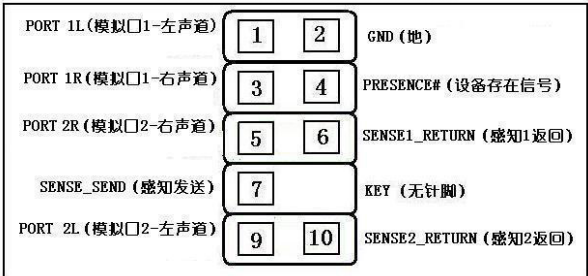 PORT 1L(模拟口1-左声道) 1 2 GND(地)
PORT 1R(模拟口1-右声道) 3 4 PRESENCE#(设备存在信号)
PORT 2R(模拟口2-右声道) 5 6 SENSE1_RETURN(感知1返回)
SENSE_SEND(感知发送) 7 KEY(无针脚)
PORT 2L(模拟口2-左声道) 9 10 SENSE2_RETURN(感知2返回)